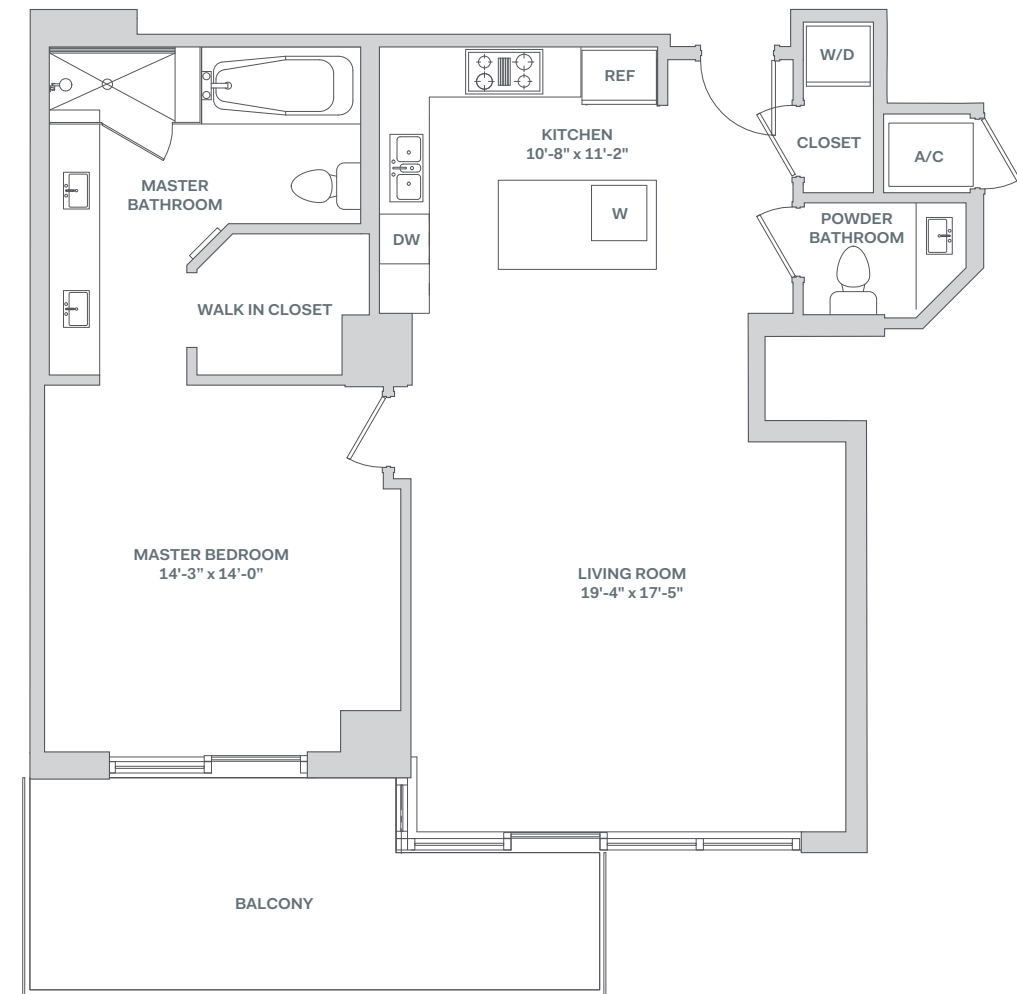 W/D
REF
KITCHEN
10'-8" x 11'-2"
CLOSET
A/C
MASTER
BATHROOM
W
POWDER
BATHROOM
DW
WALK IN CLOSET
MASTER BEDROOM
14'-3” x 14’-0”
LIVING ROOM
19'-4" x 17'-5"
BALCONY